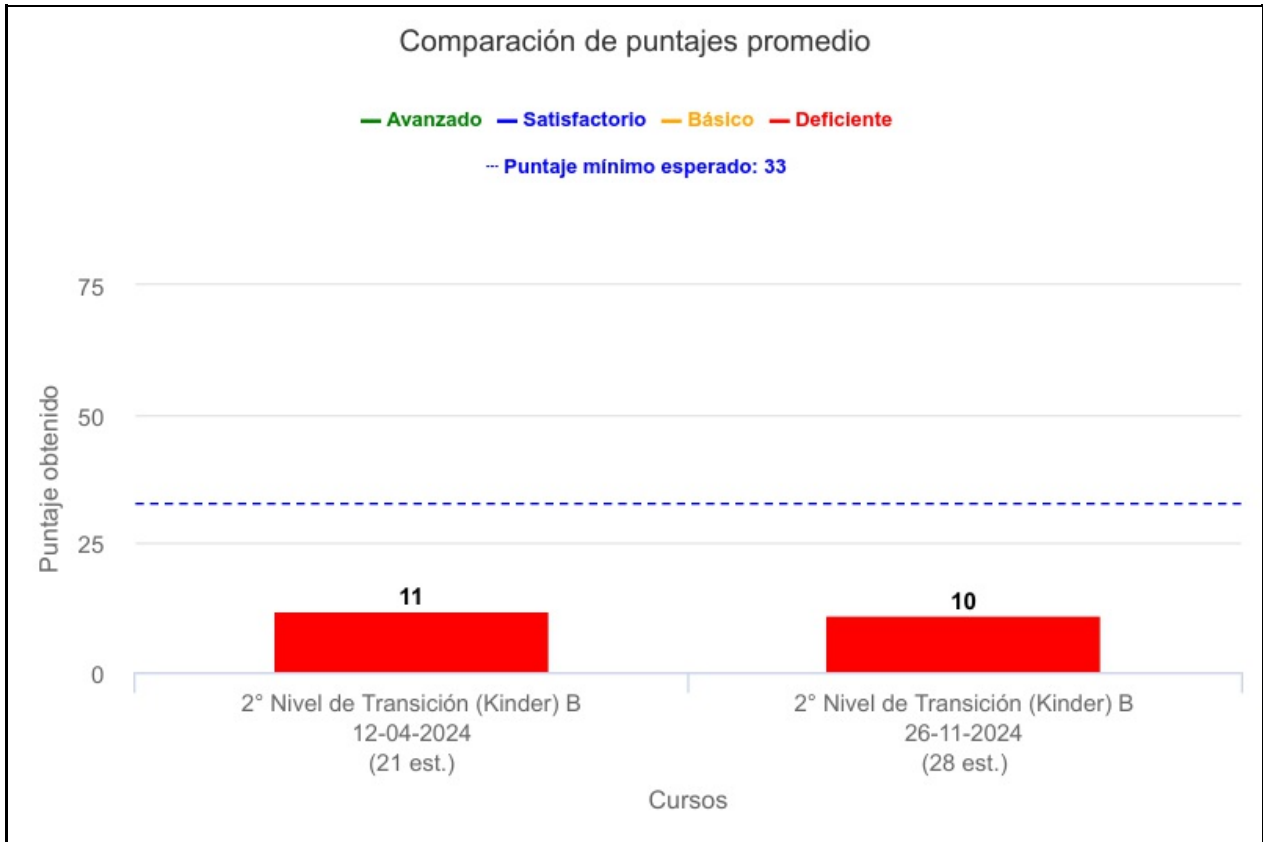 Comparación de puntajes promedio
Avanzado Satisfactorio Básico Deficiente
Puntaje mínimo esperado: 33
75
50
25
0
Puntaje obtenido
11
10
2° Nivel de Transición (Kinder) B
12-04-2024
(21 est.)
2° Nivel de Transición (Kinder) B
26-11-2024
(28 est.)
Cursos